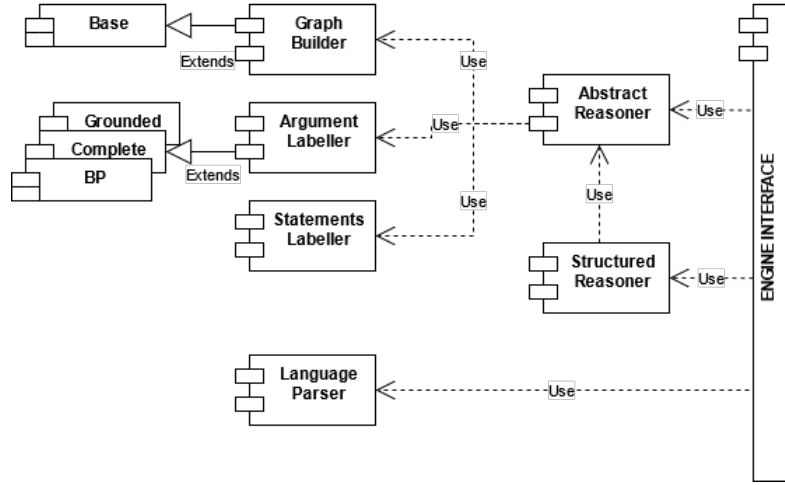 Base
Extends
Graph
Builder
Use
Grounded
Complete
BP
Extends
Argument
Labeller
Use
Abstract
Reasoner
Use
Statements
Labeller
Use
Use
Structured
Reasoner
Use
Language
Parser
Use
ENGINE INTERFACE